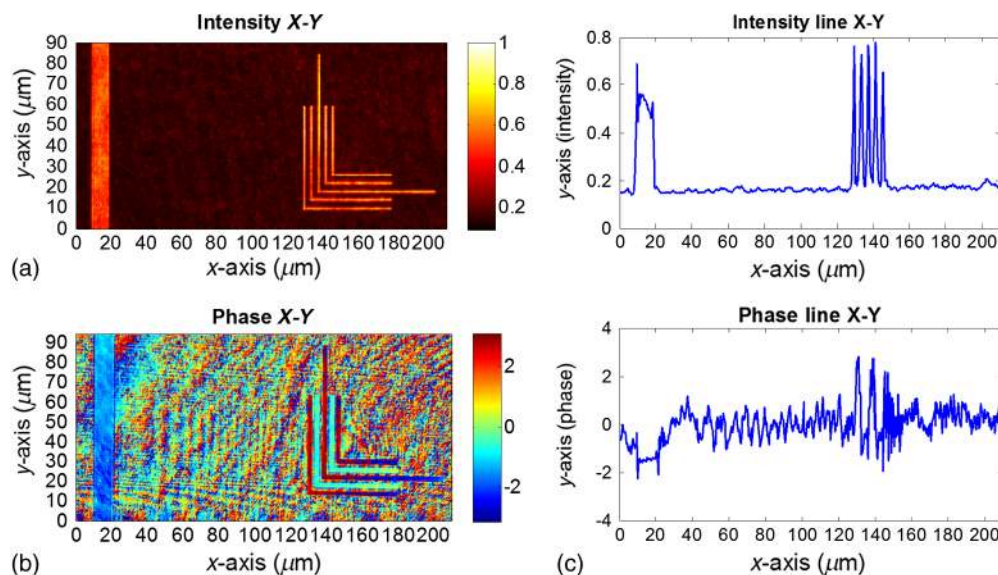 Intensity X-Y
90
80
70
60
50
40
30
20
10
0
y-axis (μm)
0 20 40 60 80 100 120 140 160 180 200
x-axis (μm)
1
0.8
0.6
0.4
0.2
(a)
Intensity line X-Y
0.8
0.6
0.4
0.2
0
y-axis (intensity)
0 20 40 60 80 100 120 140 160 180 200
x-axis (μm)
Phase X-Y
90
80
70
60
50
40
30
20
10
0
y-axis (μm)
0 20 40 60 80 100 120 140 160 180 200
x-axis (μm)
2
0
-2
(b)
Phase line X-Y
4
2
0
-2
-4
y-axis (phase)
0 20 40 60 80 100 120 140 160 180 200
x-axis (μm)
(c)